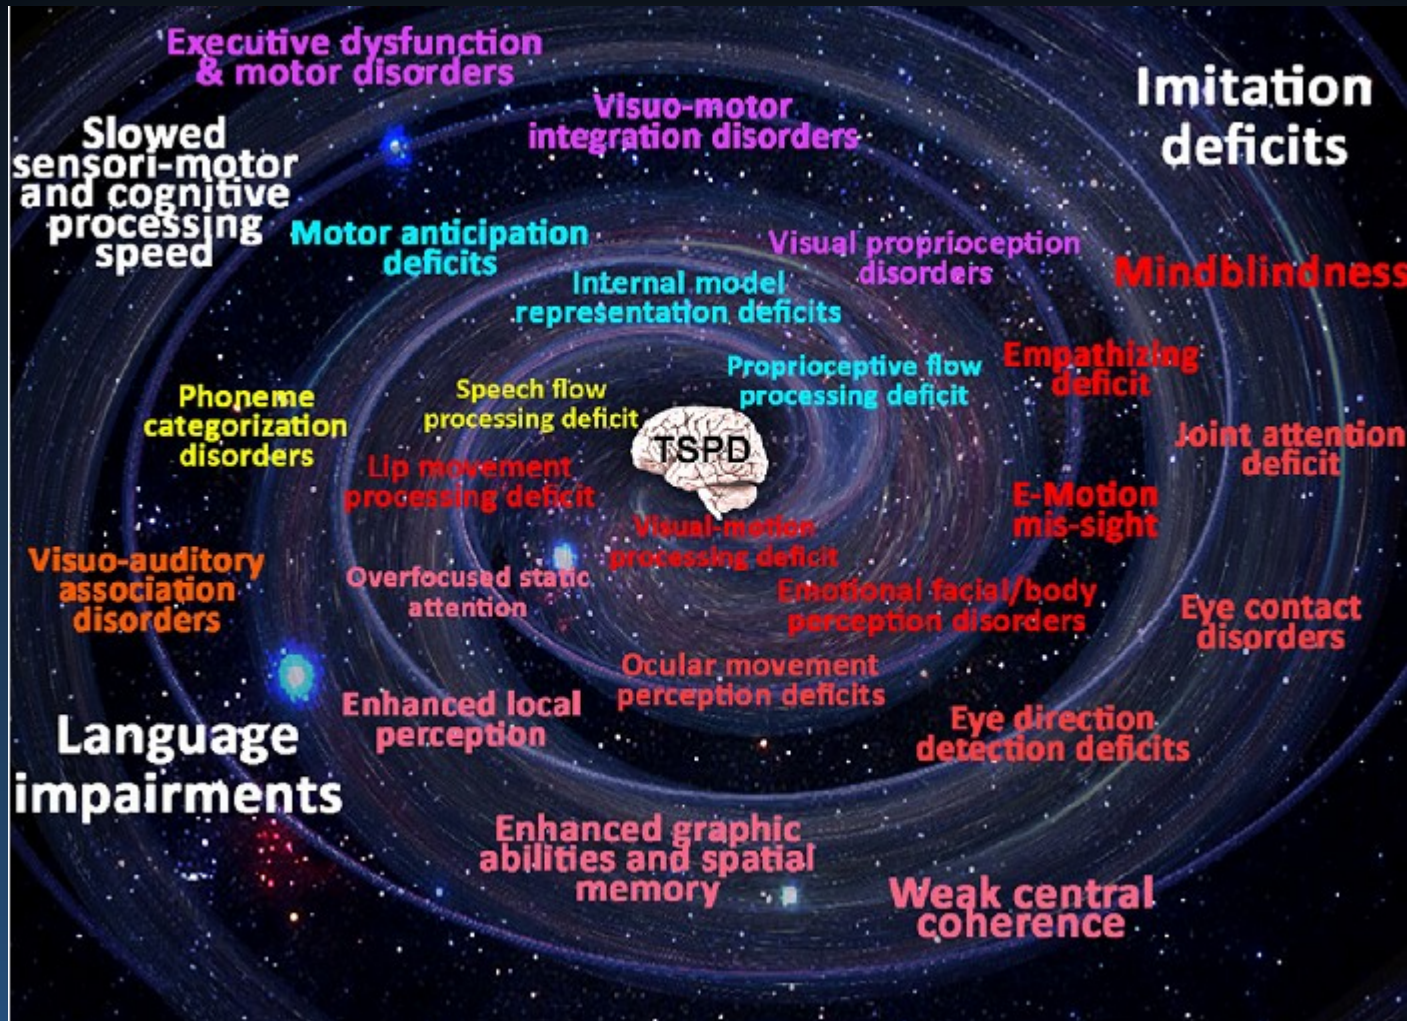 Executive dysfunction
& motor disorders
Imitation
deficits
Visuo-motor
integration disorders
Slowed
sensori-motor
and cognitive
processing
speed
Motor anticipation
deficits
Visual proprioception
disorders
Mindblindness
Internal model
representation deficits
Proprioceptive flow
processing deficit
Empathizing
deficit
Speech flow
processing deficit
Phoneme
categorization
disorders
TSPD
Joint attention
deficit
Lip movement
processing deficit
E-Motion
mis-sight
Visual-motion
processing deficit
Visuo-auditory
association
disorders
Overfocused static
attention
Emotional facial/body
perception disorders
Eye contact
disorders
Ocular movement
perception deficits
Enhanced local
perception
Eye direction
detection deficits
Language
impairments
Enhanced graphic
abilities and spatial
memory
Weak central
coherence